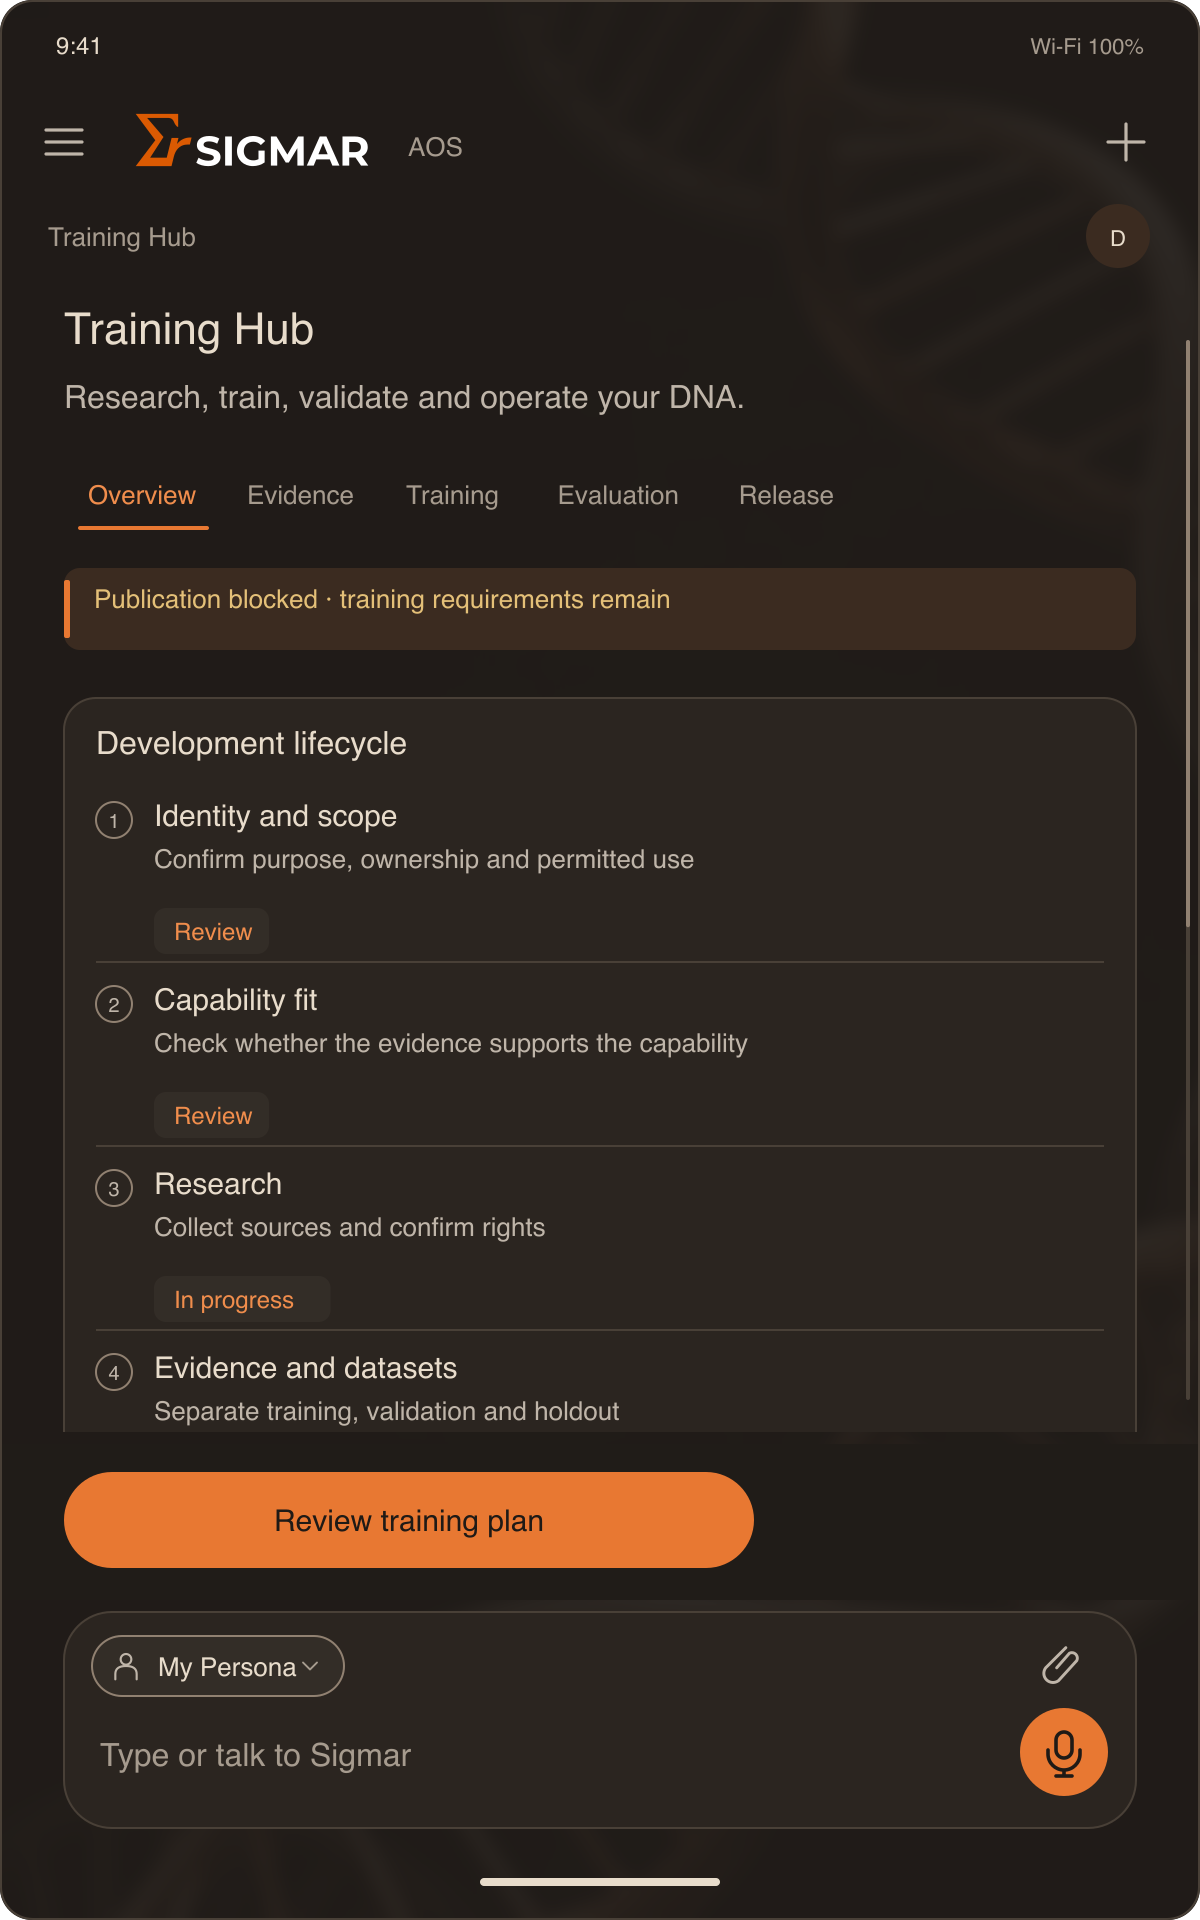 9:41
Wi-Fi 100%
Σr SIGMAR AOS
Training Hub
D
Training Hub
Research, train, validate and operate your DNA.
Overview Evidence Training Evaluation Release
Publication blocked · training requirements remain
Development lifecycle
1 Identity and scope
Confirm purpose, ownership and permitted use
Review
2 Capability fit
Check whether the evidence supports the capability
Review
3 Research
Collect sources and confirm rights
In progress
4 Evidence and datasets
Separate training, validation and holdout
Review training plan
My Persona
Type or talk to Sigmar